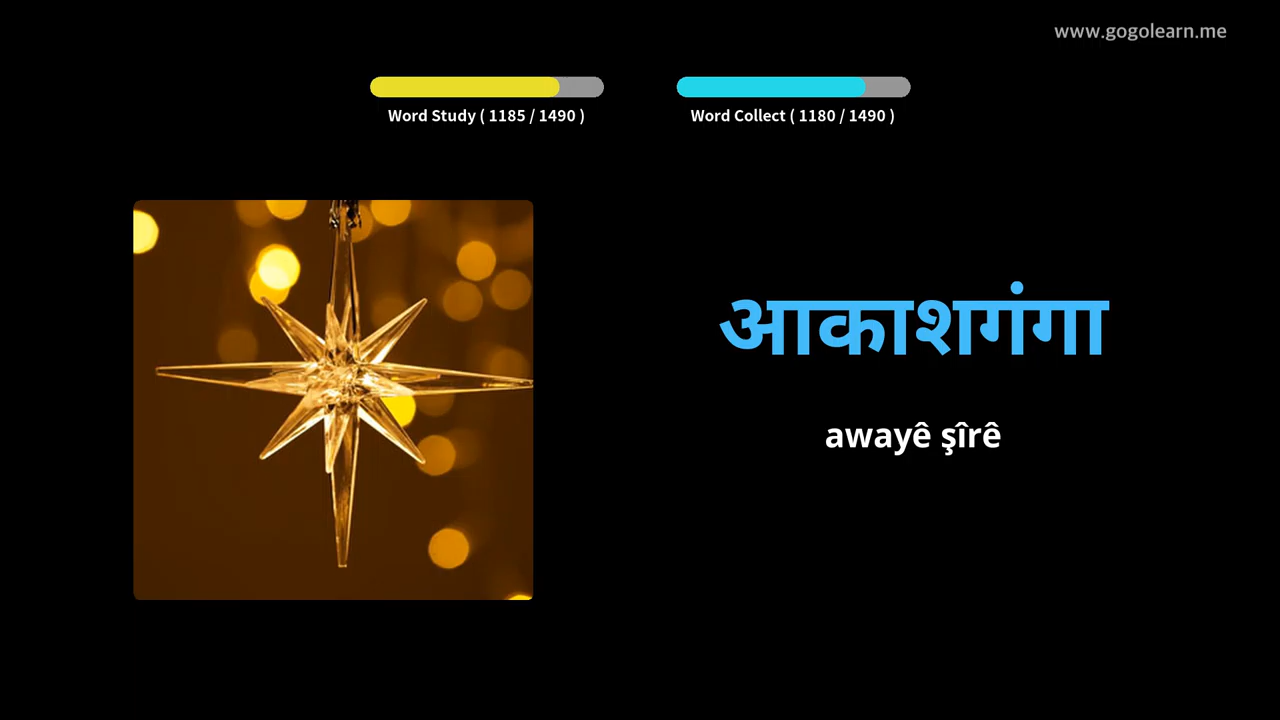 www.gogolearn.me
Word Study ( 1185 / 1490 )
Word Collect ( 1180 / 1490 )
आकाशगंगा
awayê şîrê